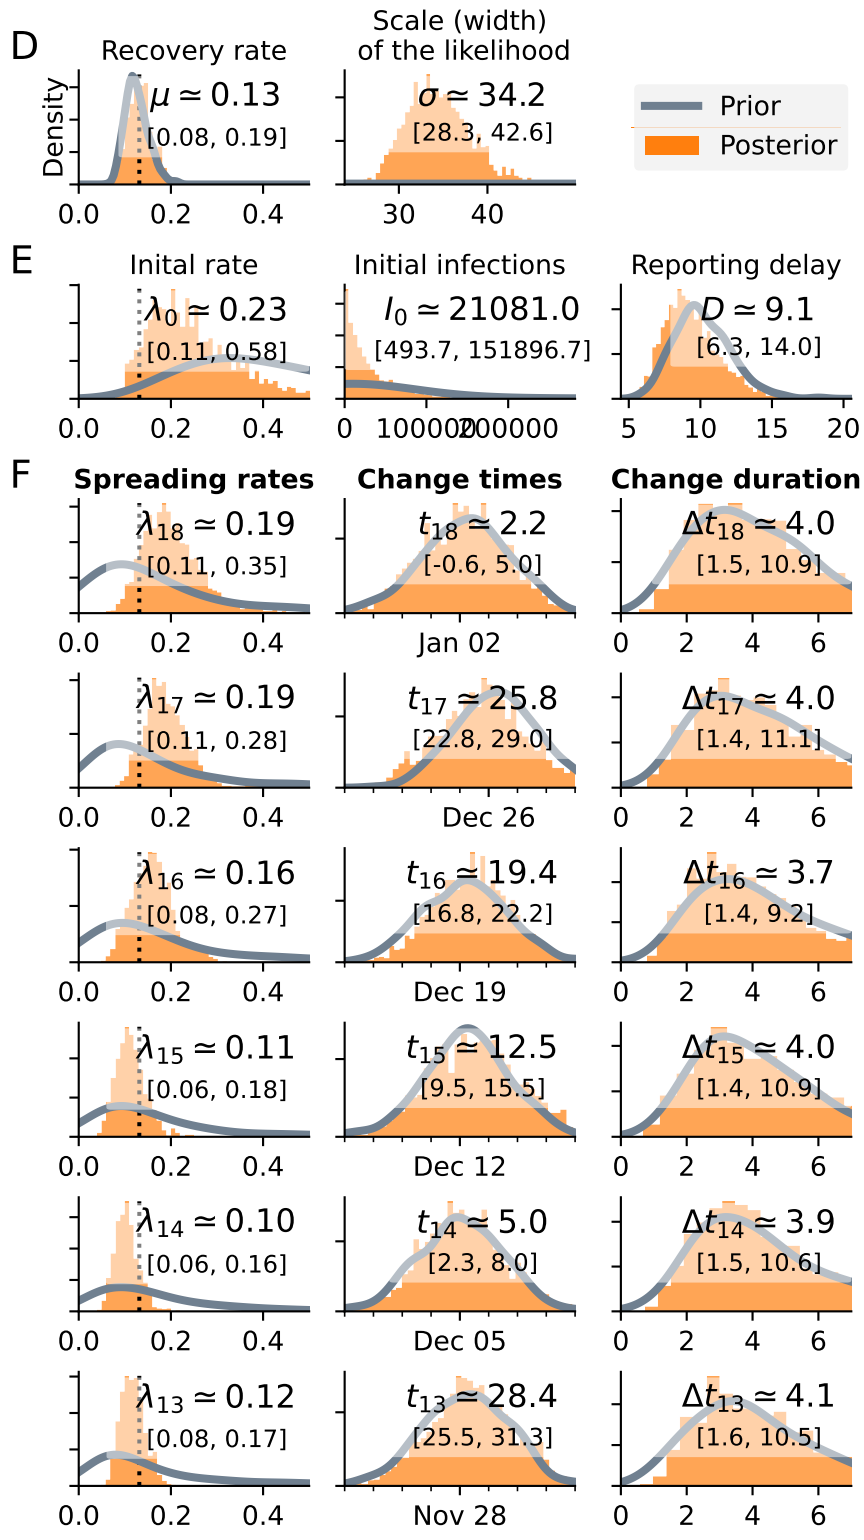 D
Recovery rate
Scale (width)
of the likelihood
Density
μ ≃ 0.13
[0.08, 0.19]
0.0 0.2 0.4
σ ≃ 34.2
[28.3, 42.6]
30 40
Prior
Posterior
E
Inital rate
λ0 ≃ 0.23
[0.11, 0.58]
0.0 0.2 0.4
Initial infections
I0 ≃ 21081.0
[493.7, 151896.7]
0 100000 200000
Reporting delay
D ≃ 9.1
[6.3, 14.0]
5 10 15 20
F
Spreading rates Change times Change duration
λ18 ≃ 0.19
[0.11, 0.35]
0.0 0.2 0.4
t18 ≃ 2.2
[-0.6, 5.0]
Jan 02
Δt18 ≃ 4.0
[1.5, 10.9]
0 2 4 6
λ17 ≃ 0.19
[0.11, 0.28]
0.0 0.2 0.4
t17 ≃ 25.8
[22.8, 29.0]
Dec 26
Δt17 ≃ 4.0
[1.4, 11.1]
0 2 4 6
λ16 ≃ 0.16
[0.08, 0.27]
0.0 0.2 0.4
t16 ≃ 19.4
[16.8, 22.2]
Dec 19
Δt16 ≃ 3.7
[1.4, 9.2]
0 2 4 6
λ15 ≃ 0.11
[0.06, 0.18]
0.0 0.2 0.4
t15 ≃ 12.5
[9.5, 15.5]
Dec 12
Δt15 ≃ 4.0
[1.4, 10.9]
0 2 4 6
λ14 ≃ 0.10
[0.06, 0.16]
0.0 0.2 0.4
t14 ≃ 5.0
[2.3, 8.0]
Dec 05
Δt14 ≃ 3.9
[1.5, 10.6]
0 2 4 6
λ13 ≃ 0.12
[0.08, 0.17]
0.0 0.2 0.4
t13 ≃ 28.4
[25.5, 31.3]
Nov 28
Δt13 ≃ 4.1
[1.6, 10.5]
0 2 4 6